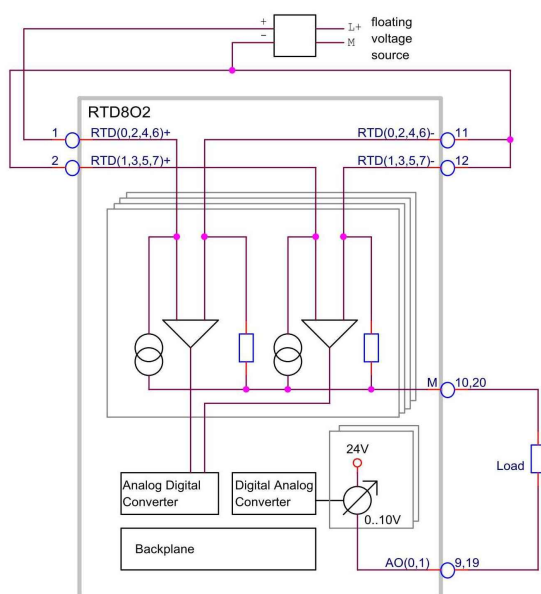 + L+ floating
- M voltage
source
RTD8O2
1 RTD(0,2,4,6)+ RTD(0,2,4,6)- 11
2 RTD(1,3,5,7)+ RTD(1,3,5,7)- 12
M 10,20
24V
Load
Analog Digital
Converter
Digital Analog
Converter
0..10V
Backplane
AO(0,1) 9,19